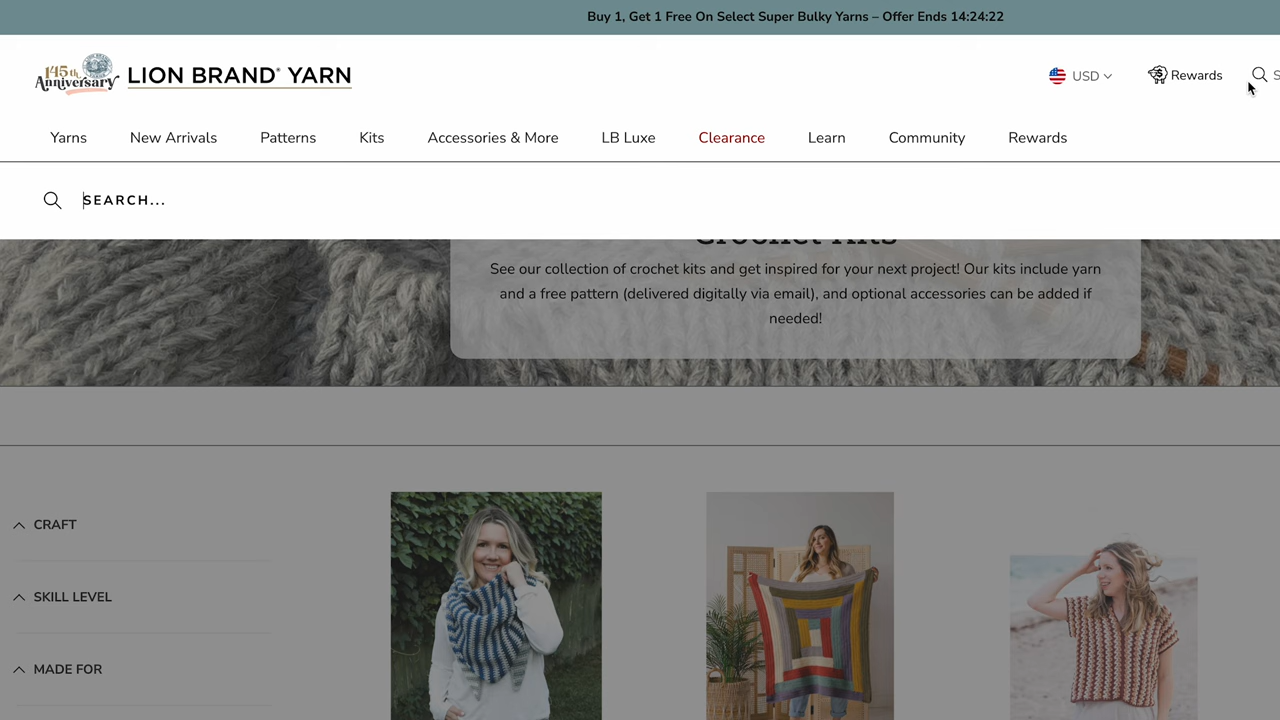 Buy 1, Get 1 Free On Select Super Bulky Yarns – Offer Ends 14:24:22
145th Anniversary
LION BRAND® YARN
USD
Rewards
S
Yarns New Arrivals Patterns Kits Accessories & More LB Luxe Clearance Learn Community Rewards
SEARCH...
Crochet Kits
See our collection of crochet kits and get inspired for your next project! Our kits include yarn
and a free pattern (delivered digitally via email), and optional accessories can be added if
needed!
CRAFT
SKILL LEVEL
MADE FOR